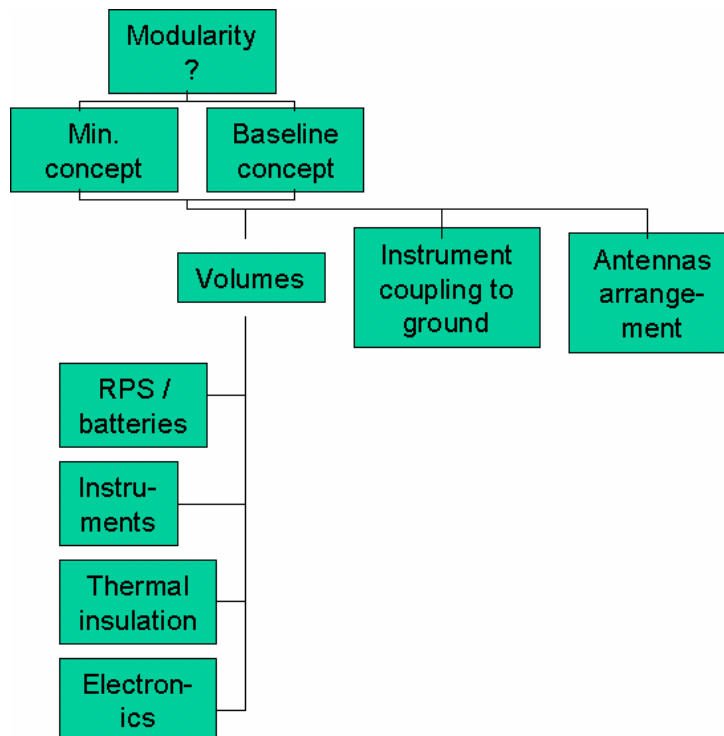 Modularity
?
Min.
concept
Baseline
concept
Volumes
Instrument
coupling to
ground
Antennas
arrange-
ment
RPS /
batteries
Instru-
ments
Thermal
insulation
Electron-
ics